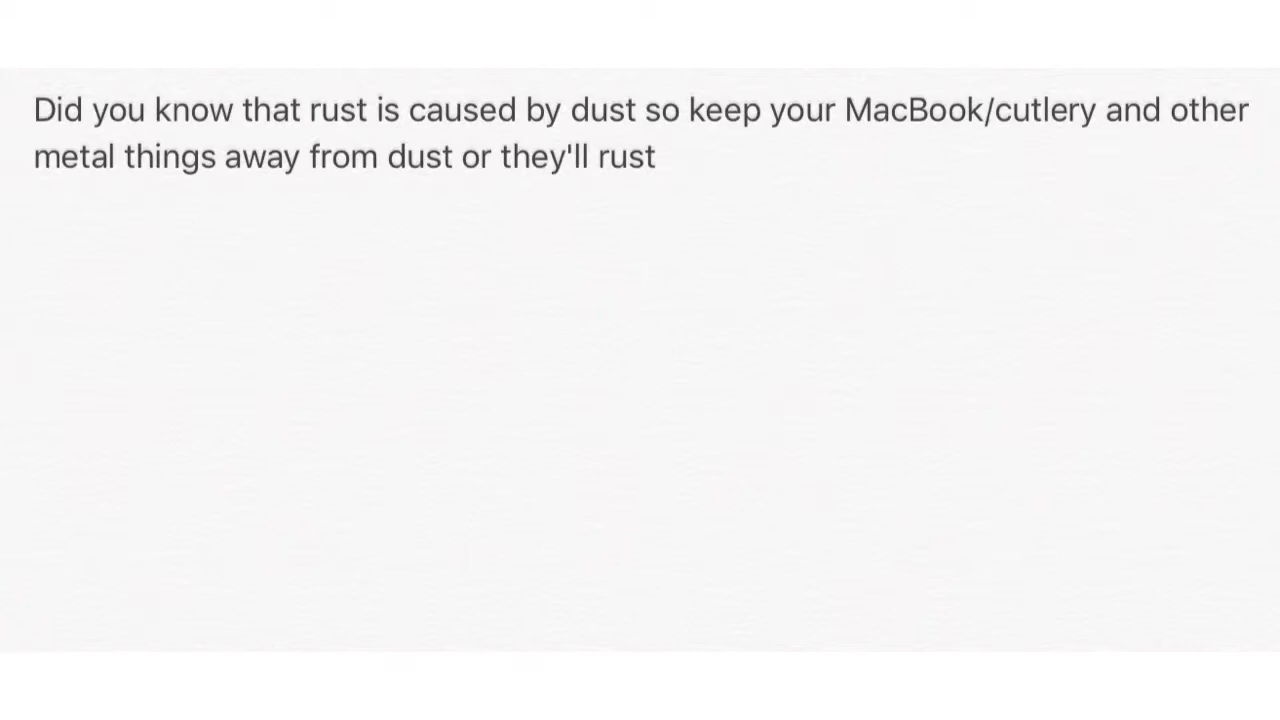 Did you know that rust is caused by dust so keep your MacBook/cutlery and other
metal things away from dust or they'll rust